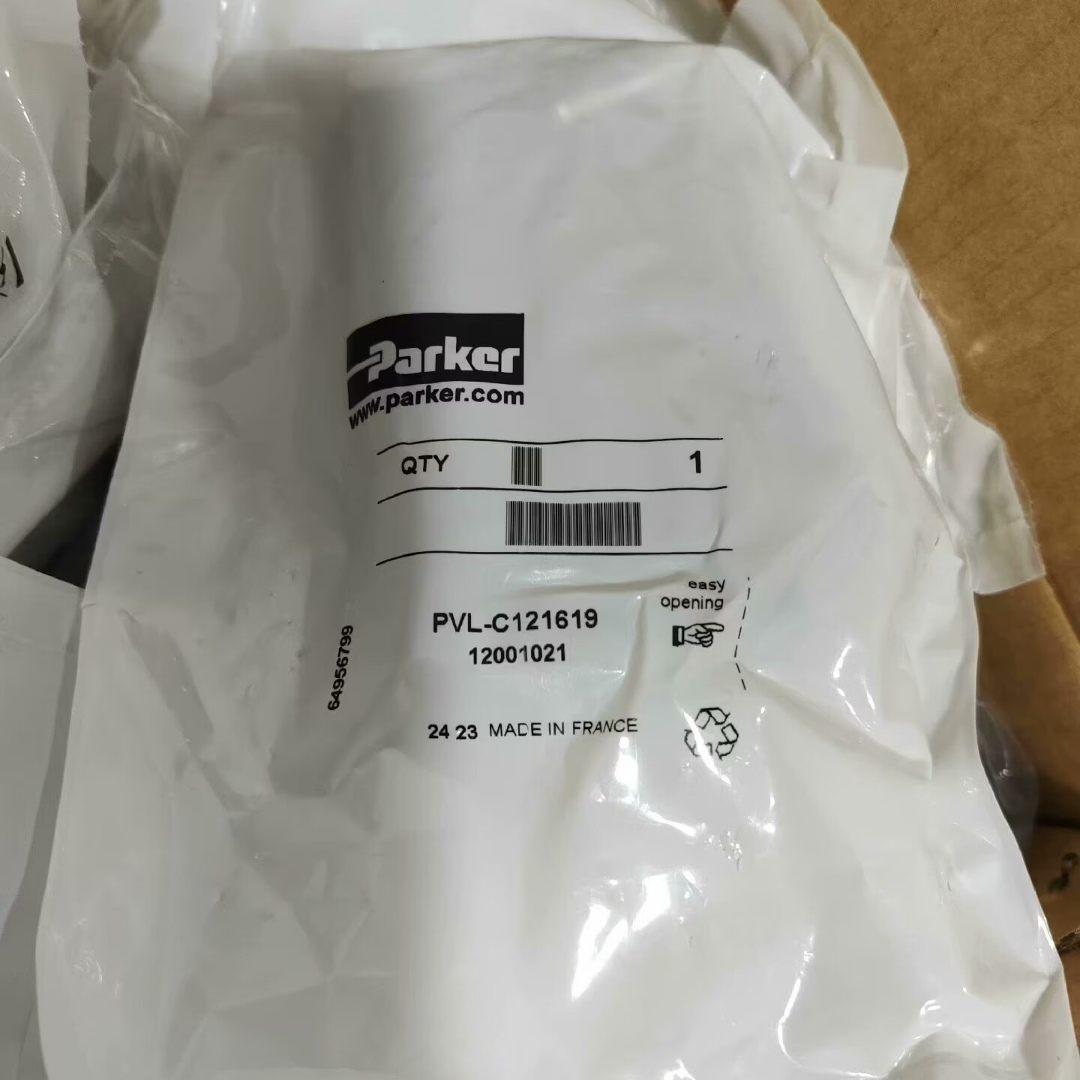 Parker
www.parker.com
QTY 1
easy
opening
PVL-C121619
12001021
64956799
24 23 MADE IN FRANCE